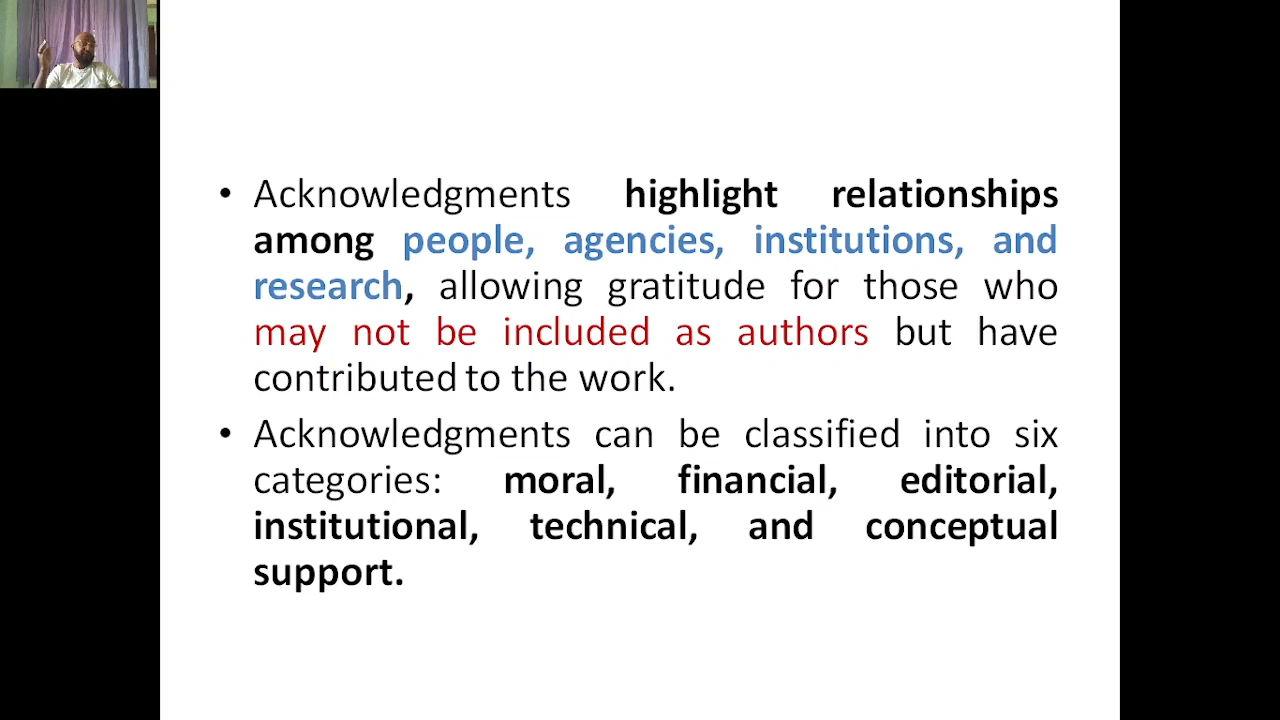 • Acknowledgments highlight relationships
among people, agencies, institutions, and
research, allowing gratitude for those who
may not be included as authors but have
contributed to the work.
• Acknowledgments can be classified into six
categories: moral, financial, editorial,
institutional, technical, and conceptual
support.